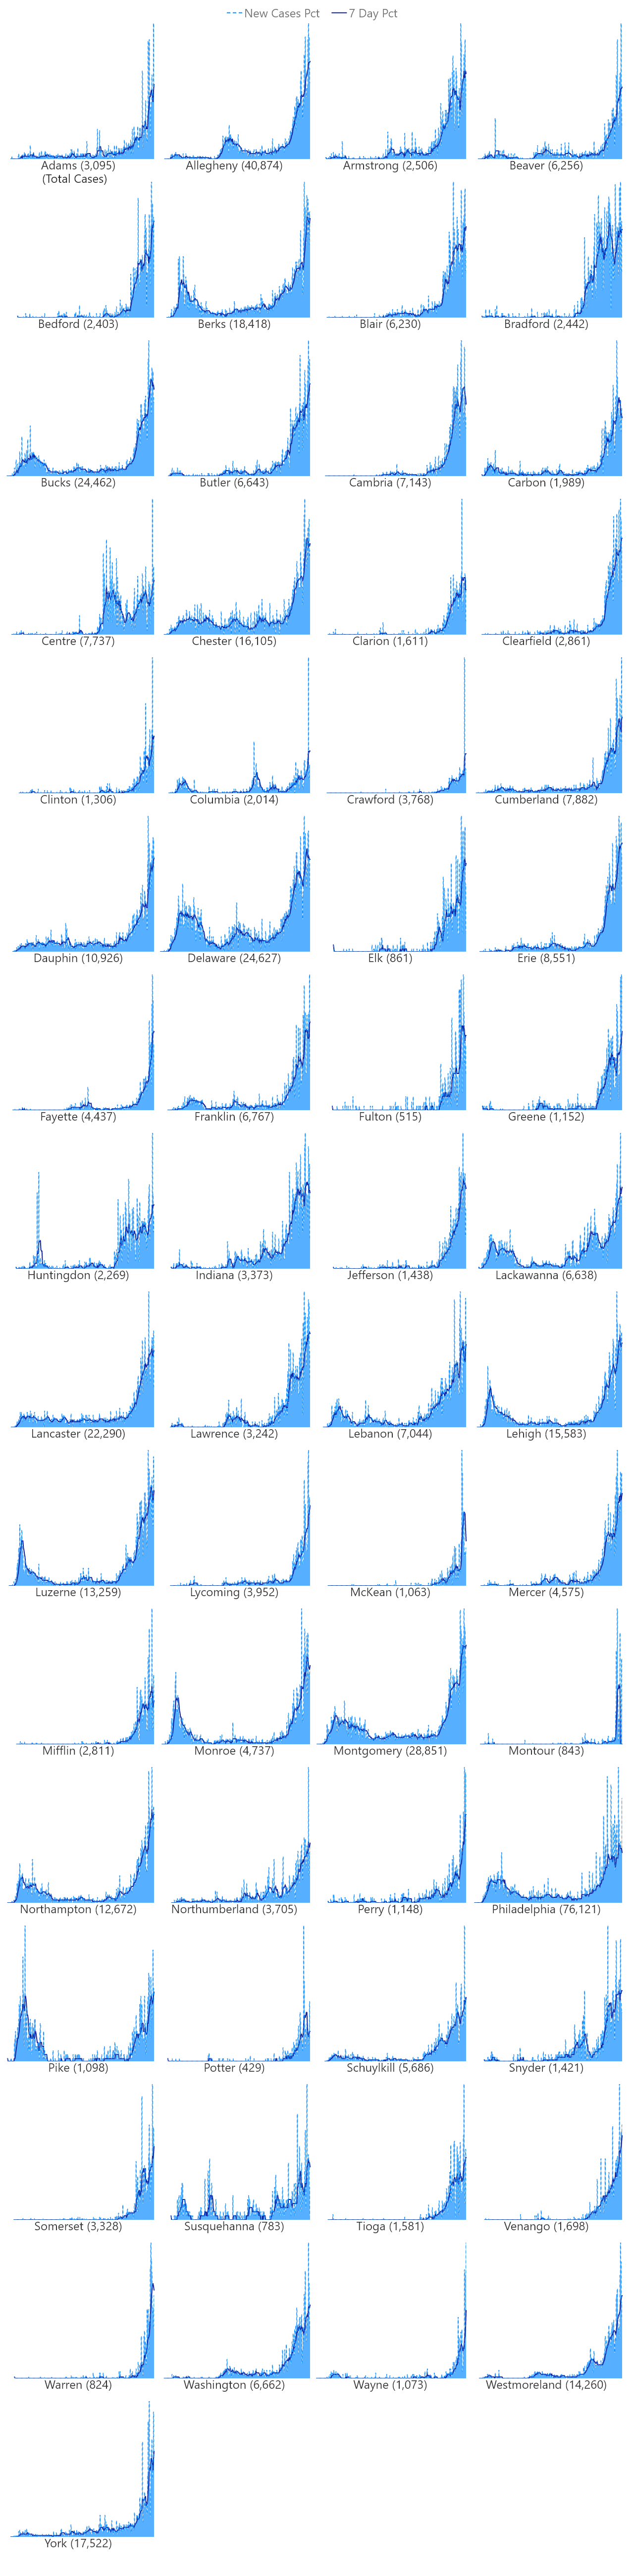 New Cases Pct 7 Day Pct
Adams (3,095) Allegheny (40,874) Armstrong (2,506) Beaver (6,256)
(Total Cases)
Bedford (2,403) Berks (18,418) Blair (6,230) Bradford (2,442)
Bucks (24,462) Butler (6,643) Cambria (7,143) Carbon (1,989)
Centre (7,737) Chester (16,105) Clarion (1,611) Clearfield (2,861)
Clinton (1,306) Columbia (2,014) Crawford (3,768) Cumberland (7,882)
Dauphin (10,926) Delaware (24,627) Elk (861) Erie (8,551)
Fayette (4,437) Franklin (6,767) Fulton (515) Greene (1,152)
Huntingdon (2,269) Indiana (3,373) Jefferson (1,438) Lackawanna (6,638)
Lancaster (22,290) Lawrence (3,242) Lebanon (7,044) Lehigh (15,583)
Luzerne (13,259) Lycoming (3,952) McKean (1,063) Mercer (4,575)
Mifflin (2,811) Monroe (4,737) Montgomery (28,851) Montour (843)
Northampton (12,672) Northumberland (3,705) Perry (1,148) Philadelphia (76,121)
Pike (1,098) Potter (429) Schuylkill (5,686) Snyder (1,421)
Somerset (3,328) Susquehanna (783) Tioga (1,581) Venango (1,698)
Warren (824) Washington (6,662) Wayne (1,073) Westmoreland (14,260)
York (17,522)